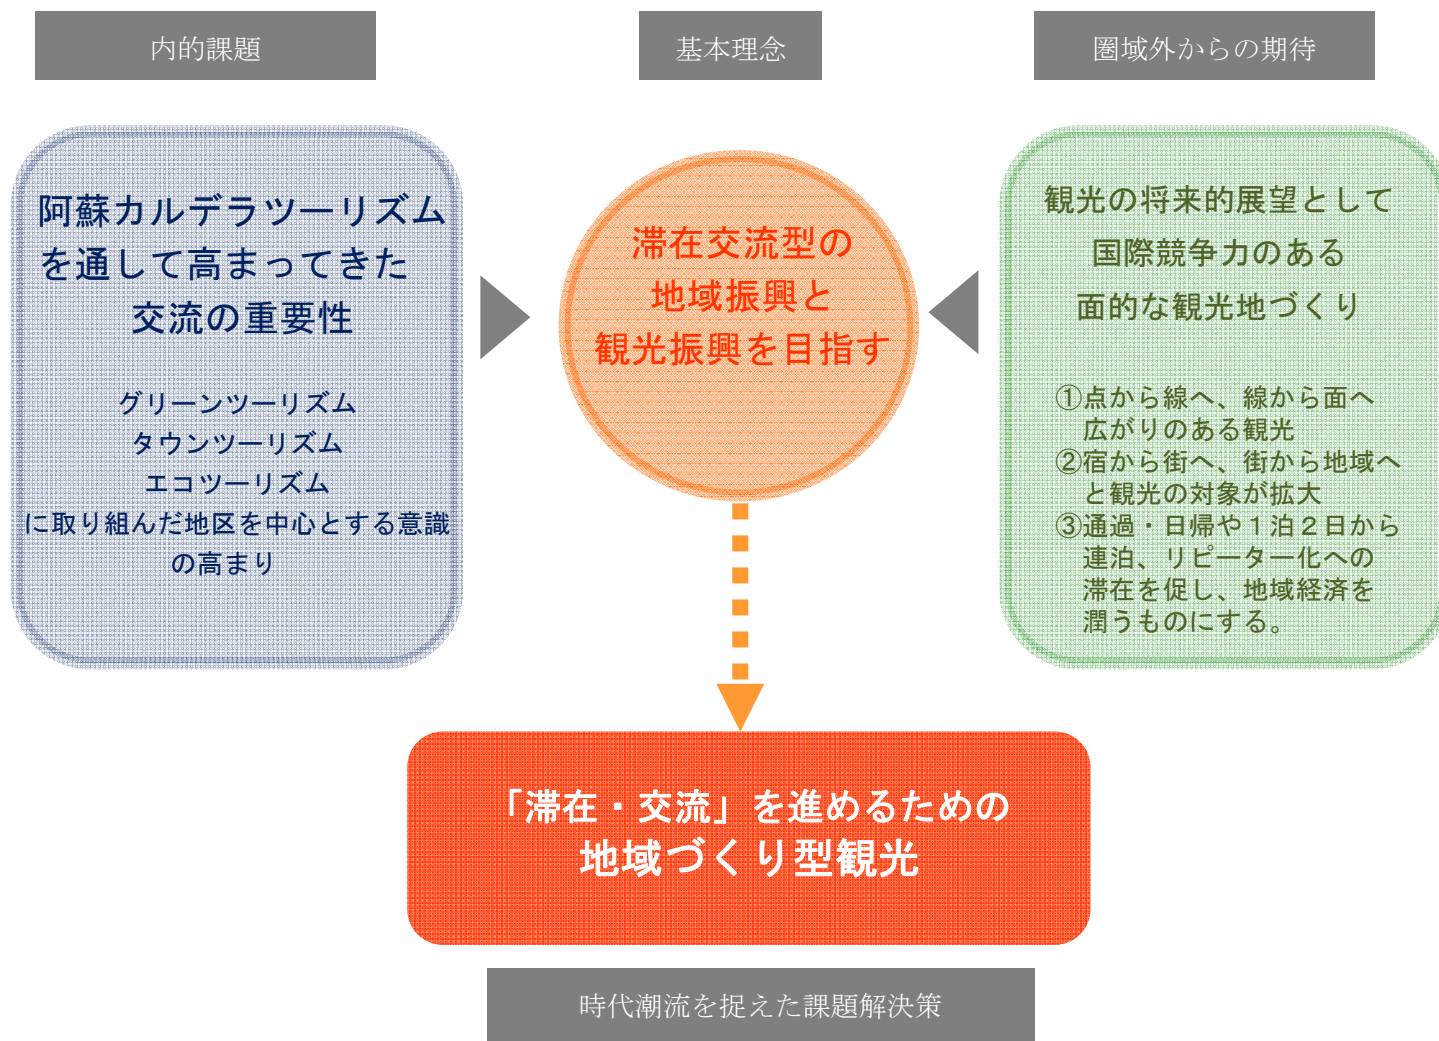 内的課題
基本理念
圏域外からの期待
阿蘇カルデラツーリズム
を通して高まってきた
交流の重要性
グリーンツーリズム
タウンツーリズム
エコツーリズム
に取り組んだ地区を中心とする意識
の高まり
滞在交流型の
地域振興と
観光振興を目指す
観光の将来的展望として
国際競争力のある
面的な観光地づくり
①点から線へ、線から面へ
広がりのある観光
②宿から街へ、街から地域へ
と観光の対象が拡大
③通過・日帰や１泊２日から
連泊、リピーター化への
滞在を促し、地域経済を
潤うものにする。
「滞在・交流」を進めるための
地域づくり型観光
時代潮流を捉えた課題解決策